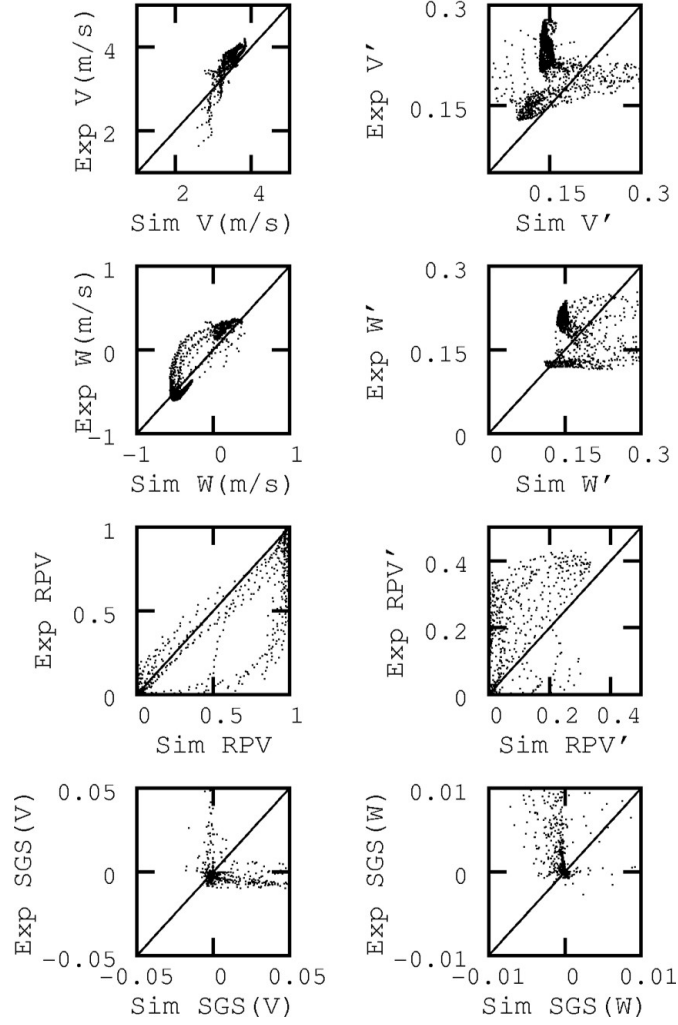 Exp V(m/s)
4
2
2 4
Sim V(m/s)
Exp V′
0.3
0.15
0.15 0.3
Sim V′
Exp W(m/s)
1
0
−1
−1 0 1
Sim W(m/s)
Exp W′
0.3
0.15
0
0 0.15 0.3
Sim W′
Exp RPV
1
0.5
0
0 0.5 1
Sim RPV
Exp RPV′
0.4
0.2
0
0 0.2 0.4
Sim RPV′
Exp SGS(V)
0.05
0
−0.05
−0.05 0 0.05
Sim SGS(V)
Exp SGS(W)
0.01
0
−0.01
−0.01 0 0.01
Sim SGS(W)